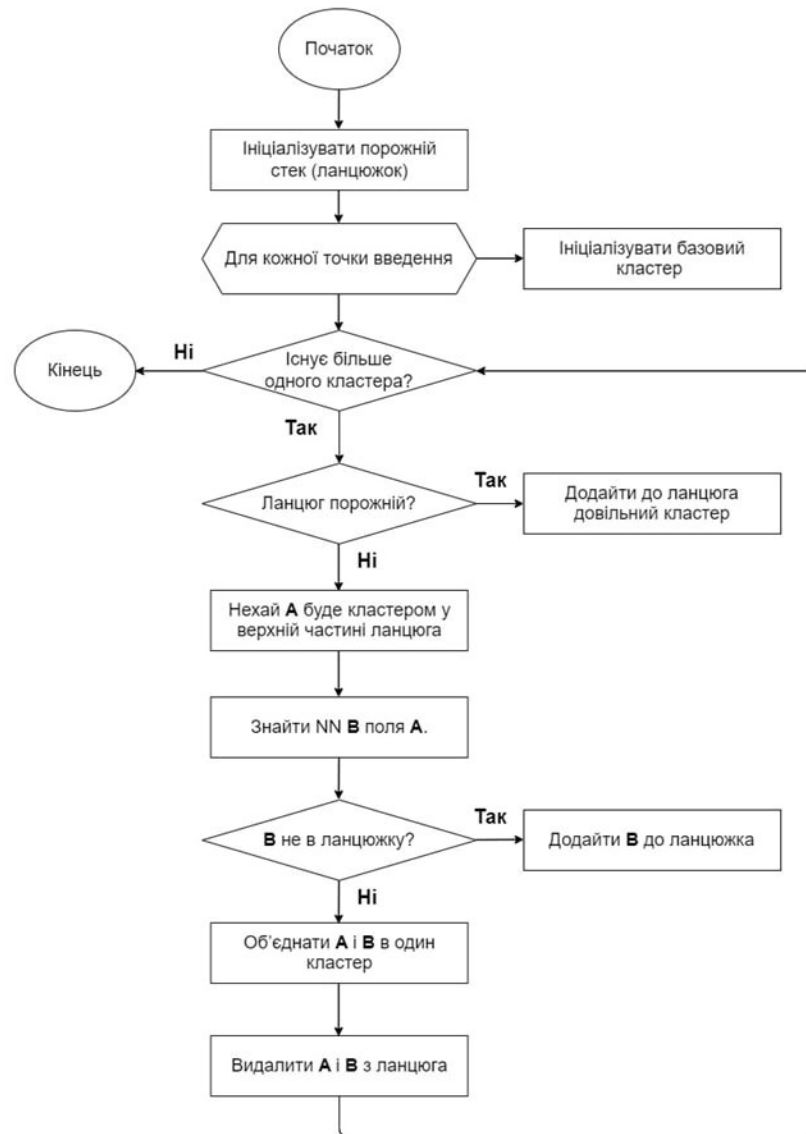 Початок
Ініціалізувати порожній
стек (ланцюжок)
Для кожної точки введення
Ініціалізувати базовий
кластер
Кінець
Ні
Існує більше
одного кластера?
Так
Ланцюг порожній?
Так
Додайти до ланцюга
довільний кластер
Ні
Нехай А буде кластером у
верхній частині ланцюга
Знайти NN В поля А.
В не в ланцюжку?
Так
Додайти В до ланцюжка
Ні
Об'єднати А і В в один
кластер
Видалити А і В з ланцюга